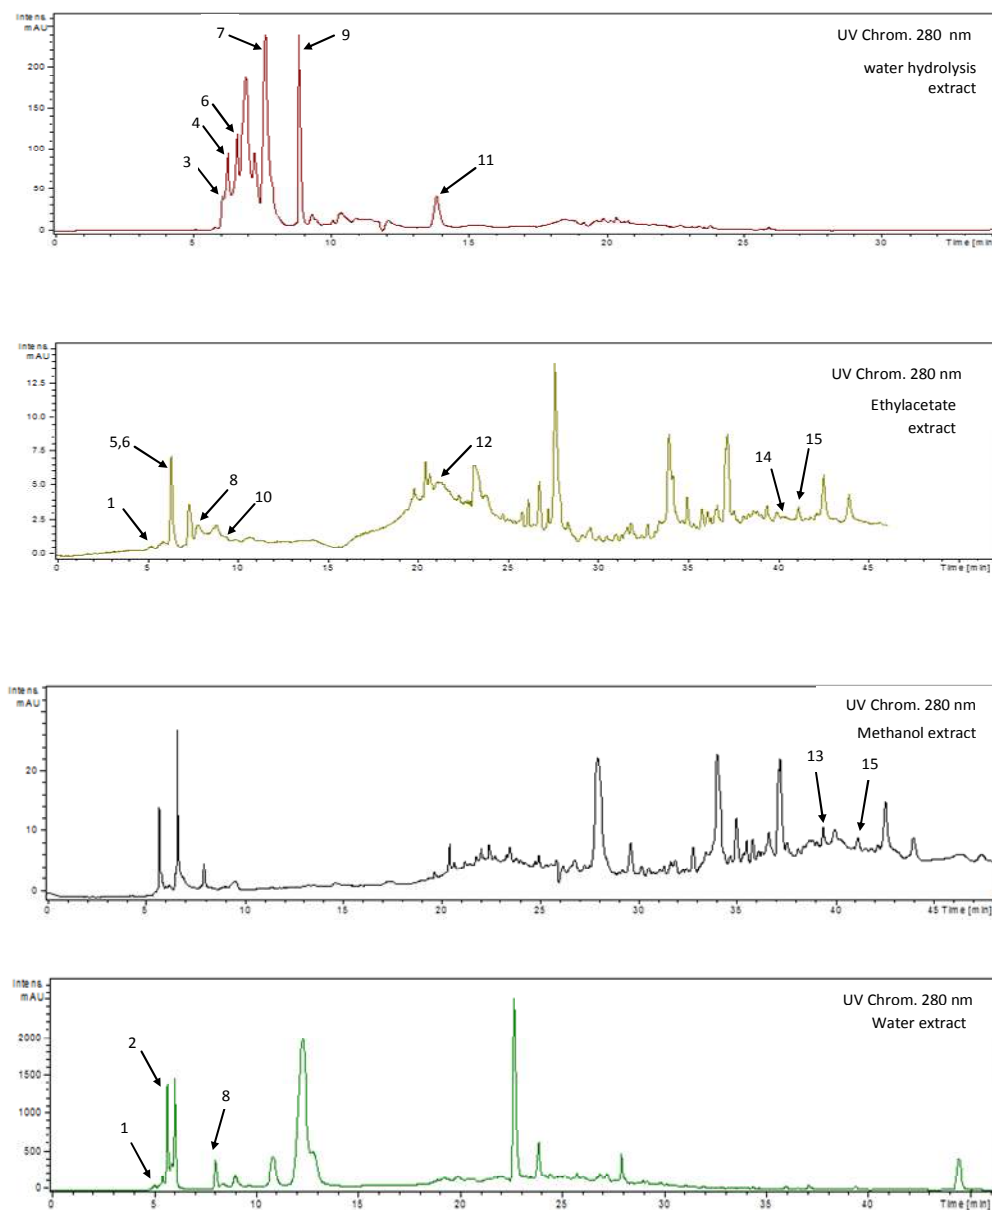 Intens.
mAU
200
150
100
50
0
0 5 10 15 20 25 30 Time [min]
3
4
6
7
9
11
UV Chrom. 280 nm
water hydrolysis
extract
Intens.
mAU
12.5
10.0
7.5
5.0
2.5
0.0
0 5 10 15 20 25 30 35 40 45 Time [min]
1
5,6
8
10
12
14
15
UV Chrom. 280 nm
Ethylacetate
extract
Intens.
mAU
20
10
0
0 5 10 15 20 25 30 35 40 45 Time [min]
13
15
UV Chrom. 280 nm
Methanol extract
Intens.
mAU
2000
1500
1000
500
0
0 5 10 15 20 25 30 35 40 Time [min]
1
2
8
UV Chrom. 280 nm
Water extract